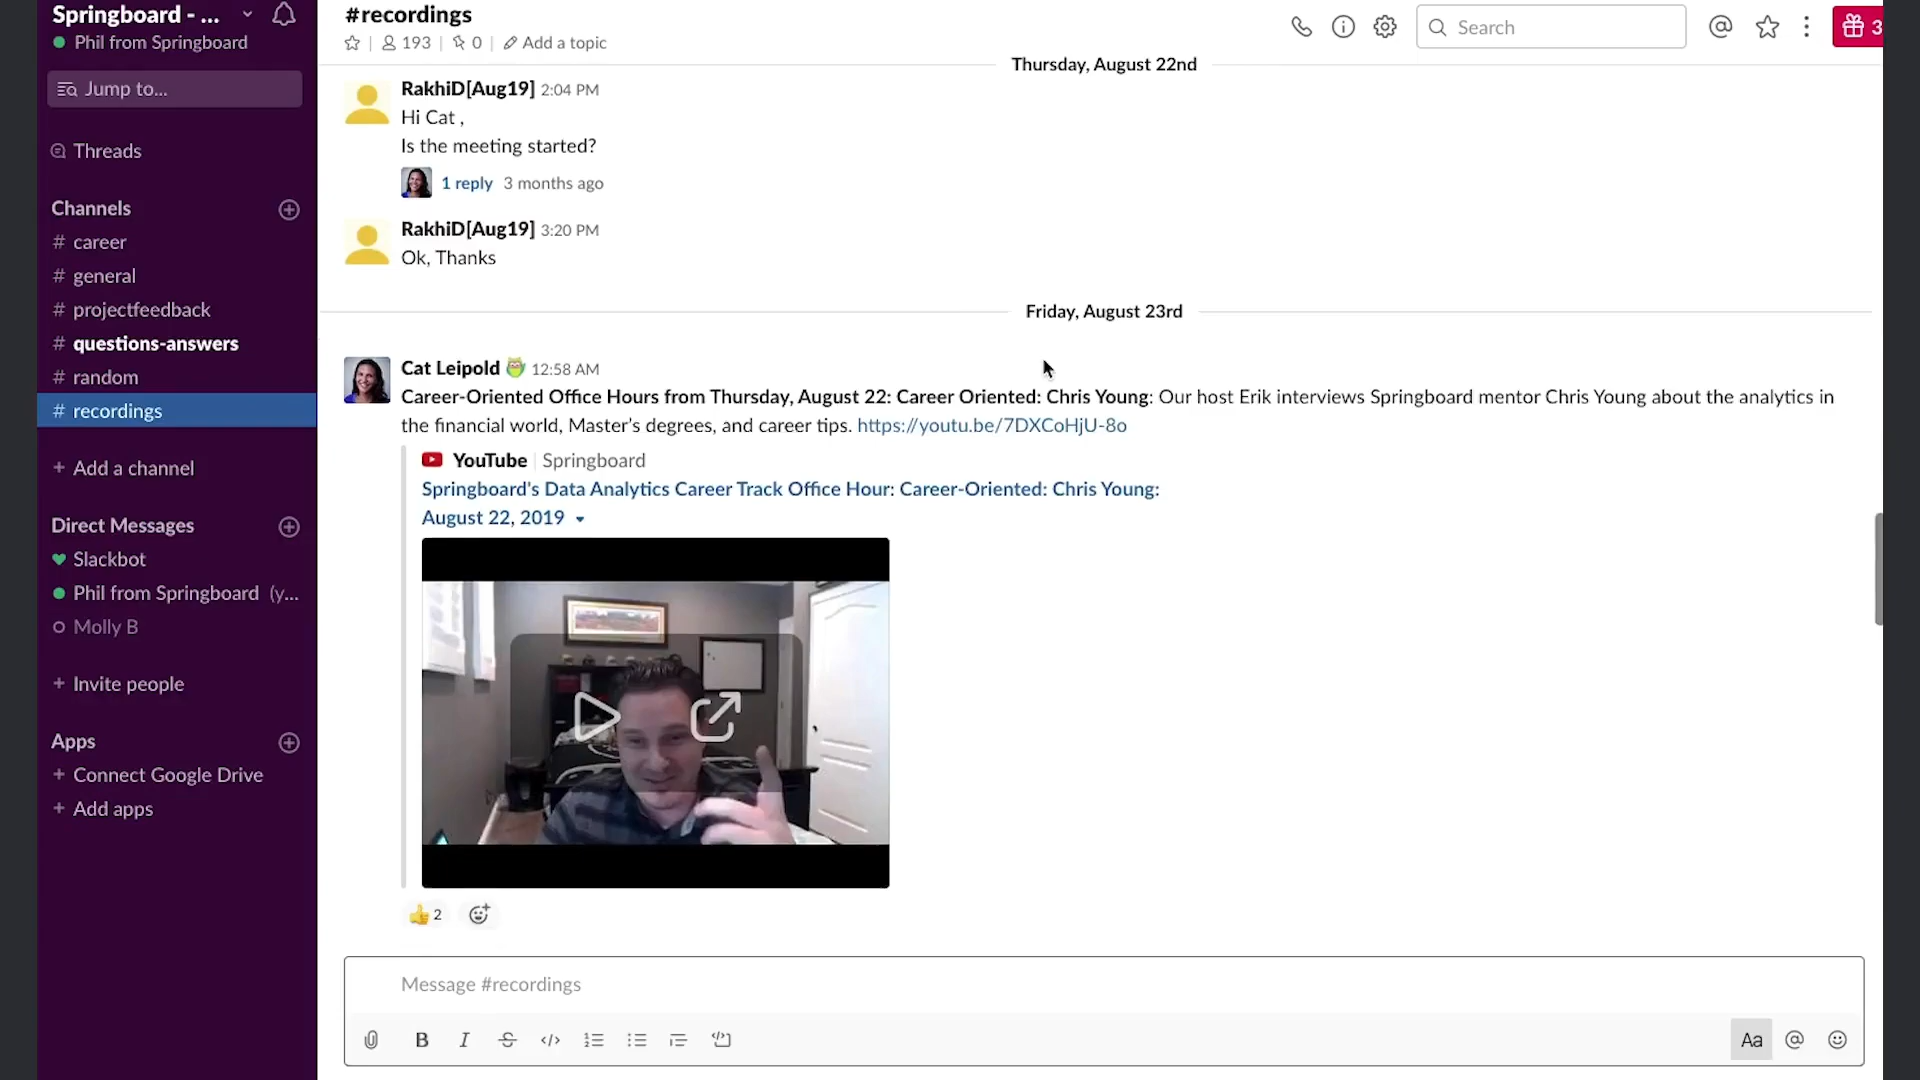 Springboard - ...
Phil from Springboard
Jump to...
Threads
Channels
# career
# general
# projectfeedback
# questions-answers
# random
# recordings
+ Add a channel
Direct Messages
Slackbot
Phil from Springboard (y...
Molly B
+ Invite people
Apps
+ Connect Google Drive
+ Add apps
#recordings
193 | 0 | Add a topic
Search
3
Thursday, August 22nd
RakhiD[Aug19] 2:04 PM
Hi Cat ,
Is the meeting started?
1 reply 3 months ago
RakhiD[Aug19] 3:20 PM
Ok, Thanks
Friday, August 23rd
Cat Leipold 12:58 AM
Career-Oriented Office Hours from Thursday, August 22: Career Oriented: Chris Young: Our host Erik interviews Springboard mentor Chris Young about the analytics in
the financial world, Master's degrees, and career tips. https://youtu.be/7DXCoHjU-8o
YouTube | Springboard
Springboard's Data Analytics Career Track Office Hour: Career-Oriented: Chris Young:
August 22, 2019
2
Message #recordings
B I S </> Aa @